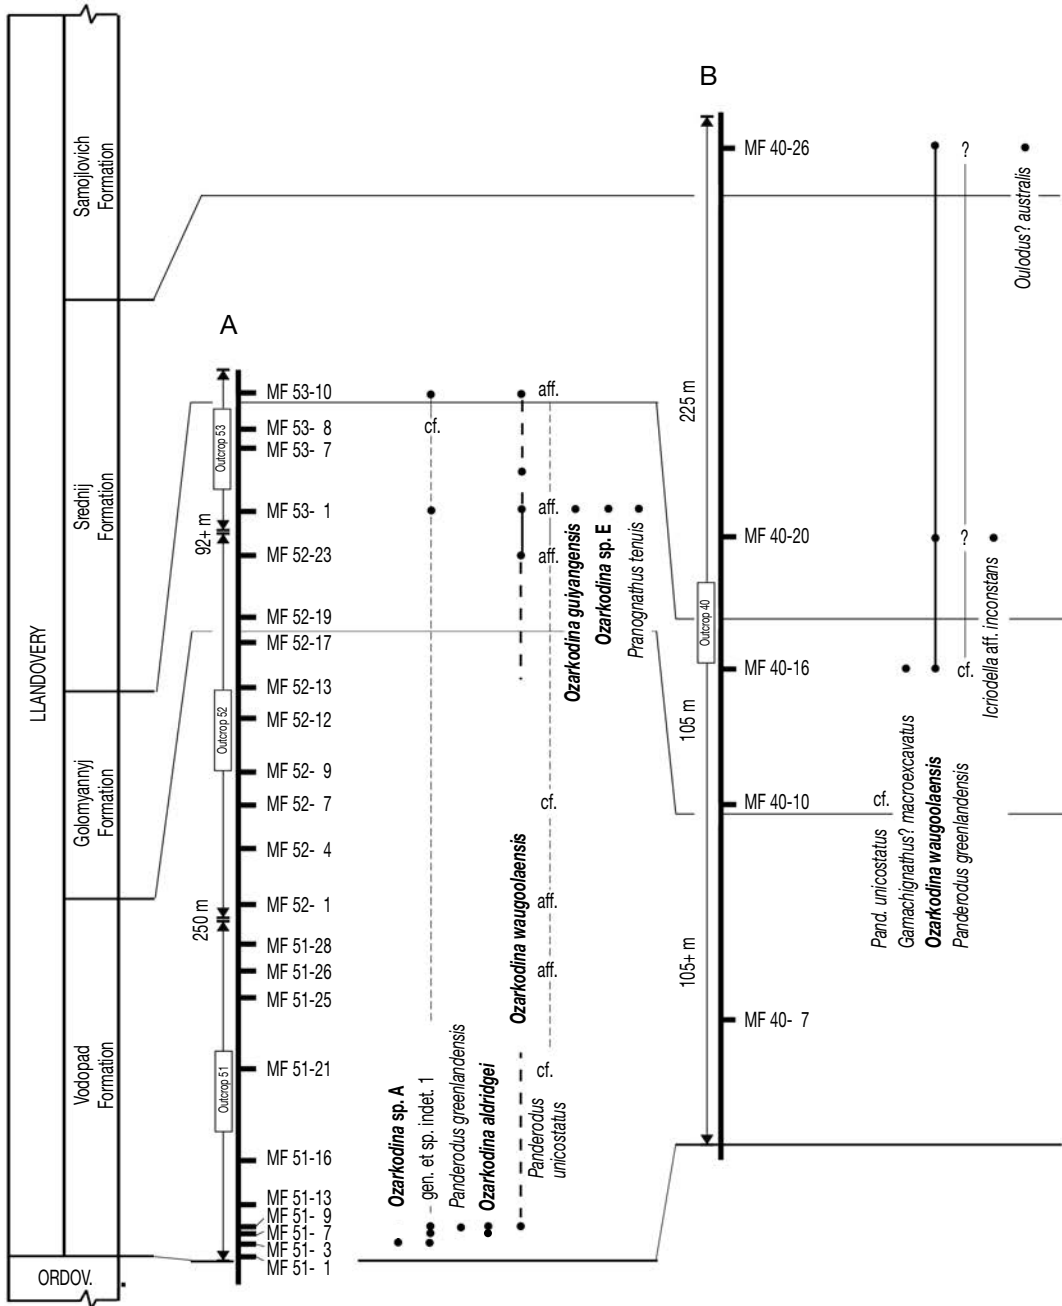 LLANDOVERY
ORDOV.
Samojlovich
Formation
Srednij
Formation
Golomyannyj
Formation
Vodopad
Formation
A
92+ m
250 m
Outcrop 53
Outcrop 52
Outcrop 51
MF 53-10
MF 53- 8
MF 53- 7
MF 53- 1
MF 52-23
MF 52-19
MF 52-17
MF 52-13
MF 52-12
MF 52- 9
MF 52- 7
MF 52- 4
MF 52- 1
MF 51-28
MF 51-26
MF 51-25
MF 51-21
MF 51-16
MF 51-13
MF 51- 9
MF 51- 7
MF 51- 3
MF 51- 1
Ozarkodina sp. A
gen. et sp. indet. 1
cf.
Panderodus greenlandensis
Ozarkodina aldridgei
Ozarkodina waugoolaensis
Panderodus
unicostatus
aff.
aff.
aff.
cf.
aff.
aff.
cf.
Ozarkodina guiyangensis
Ozarkodina sp. E
Pranognathus tenuis
B
225 m
105 m
105+ m
Outcrop 40
MF 40-26
MF 40-20
MF 40-16
MF 40-10
MF 40- 7
cf.
Pand. unicostatus
Gamachignathus? macroexcavatus
Ozarkodina waugoolaensis
Panderodus greenlandensis
?
?
cf.
Icriodella aff. inconstans
Oulodus? australis